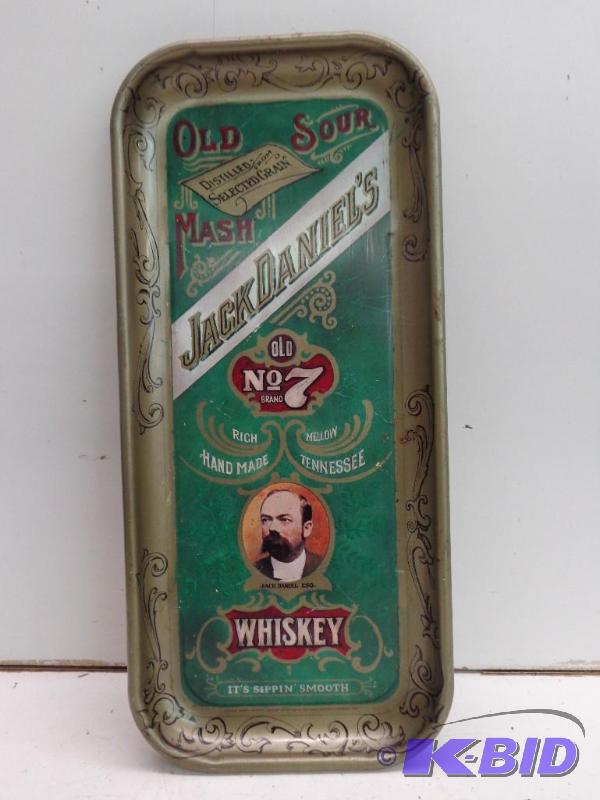 OLD SOUR
DISTILLED FROM
SELECTED GRAIN
MASH
JACK DANIEL'S
OLD
No 7
BRAND
RICH MELLOW
HAND MADE TENNESSEE
JACK DANIEL ESQ.
WHISKEY
IT'S SIPPIN' SMOOTH
© K-BID